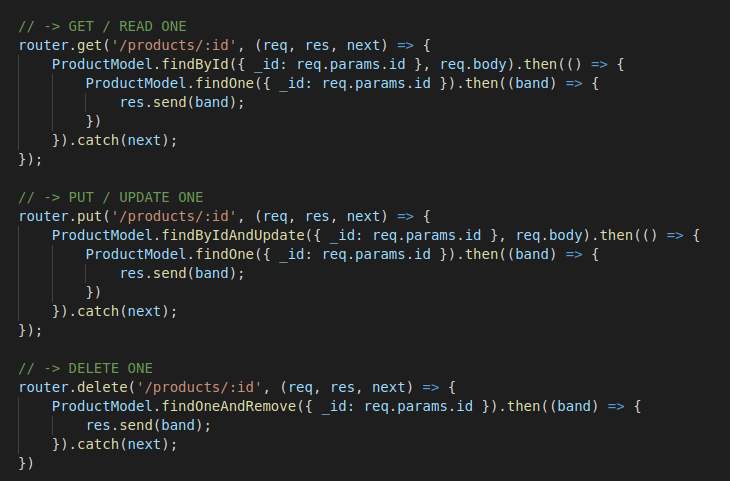 // -> GET / READ ONE
router.get('/products/:id', (req, res, next) => {
    ProductModel.findById({ _id: req.params.id }, req.body).then(() => {
        ProductModel.findOne({ _id: req.params.id }).then((band) => {
            res.send(band);
        })
    }).catch(next);
});

// -> PUT / UPDATE ONE
router.put('/products/:id', (req, res, next) => {
    ProductModel.findByIdAndUpdate({ _id: req.params.id }, req.body).then(() => {
        ProductModel.findOne({ _id: req.params.id }).then((band) => {
            res.send(band);
        })
    }).catch(next);
});

// -> DELETE ONE
router.delete('/products/:id', (req, res, next) => {
    ProductModel.findOneAndRemove({ _id: req.params.id }).then((band) => {
        res.send(band);
    }).catch(next);
})